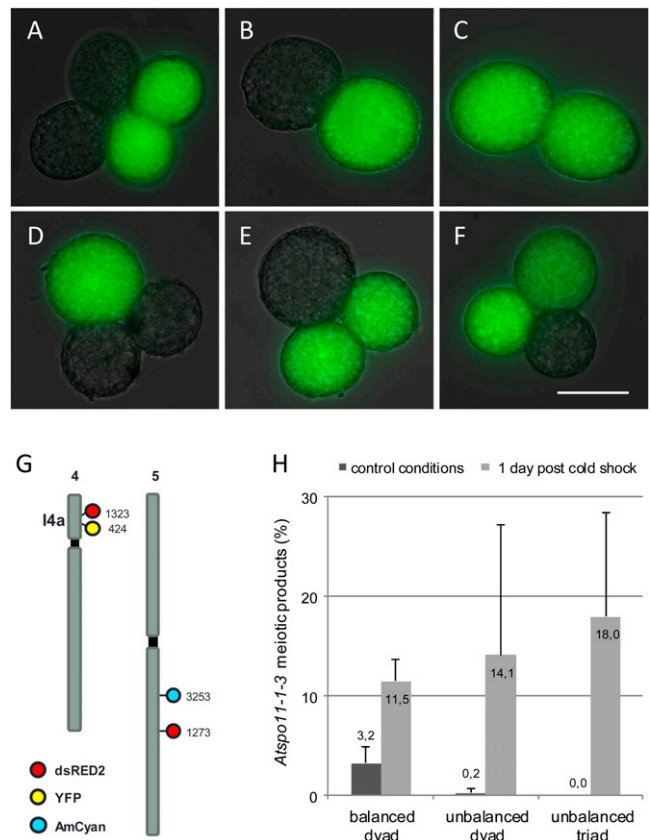 A
B
C
D
E
F
G
H
4
5
I4a
1323
424
3253
1273
dsRED2
YFP
AmCyan
control conditions
1 day post cold shock
Atspo11-1-3 meiotic products (%)
30
20
10
0
3,2
11,5
0,2
14,1
0,0
18,0
balanced dyad
unbalanced dyad
unbalanced triad